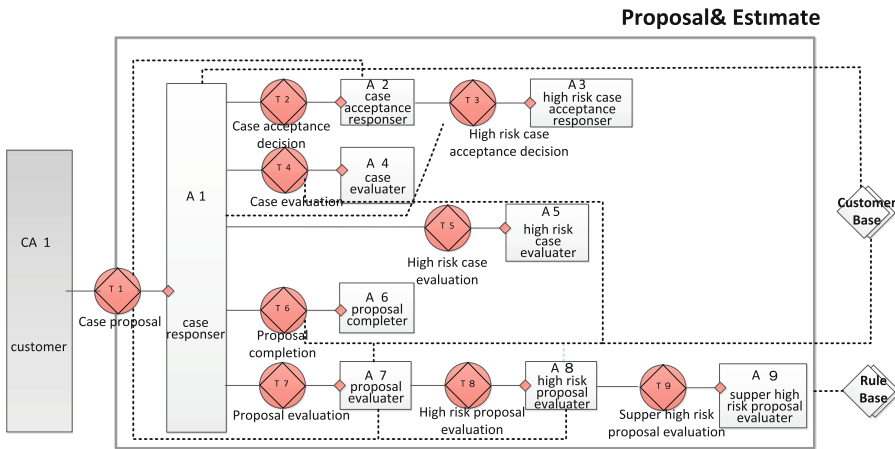 Proposal& Estımate
A 2
case
acceptance
responser
T 2
Case acceptance
decision
T 3
High risk case
acceptance decision
A 3
high risk case
acceptance
responser
T 4
Case evaluation
A 4
case
evaluater
A 1
case
responser
CA 1
customer
T 1
Case proposal
T 5
High risk case
evaluation
A 5
high risk
case
evaluater
Customer
Base
T 6
Proposal
completion
A 6
proposal
completer
T 7
Proposal evaluation
A 7
proposal
evaluater
T 8
High risk proposal
evaluation
A 8
high risk
proposal
evaluater
T 9
Supper high risk
proposal evaluation
A 9
supper high
risk proposal
evaluater
Rule
Base